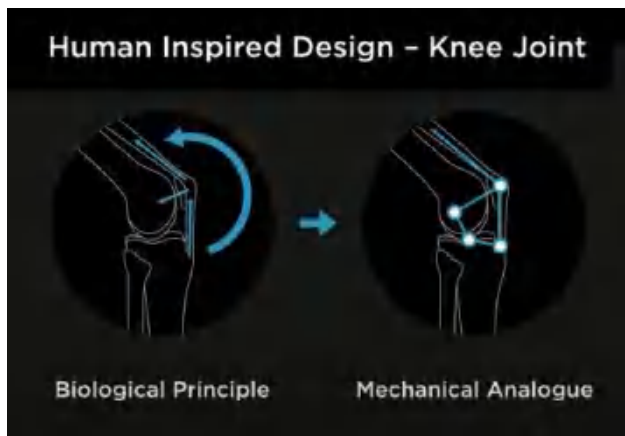 Human Inspired Design – Knee Joint
Biological Principle
Mechanical Analogue